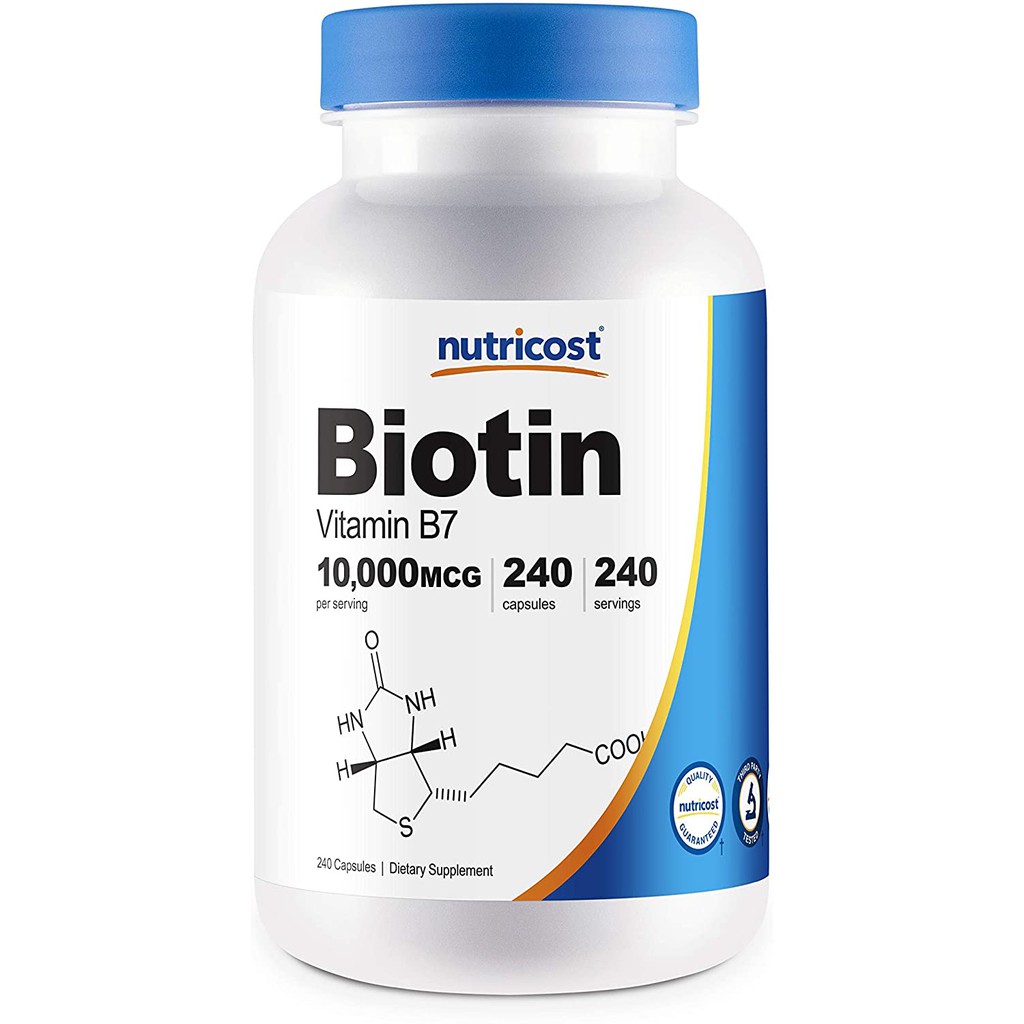 nutricost®
Biotin
Vitamin B7
10,000MCG | 240 | 240
per serving capsules servings
O
HN NH
H H
COO
S
240 Capsules | Dietary Supplement
QUALITY
nutricost
GUARANTEED
†
THIRD PARTY
TESTED